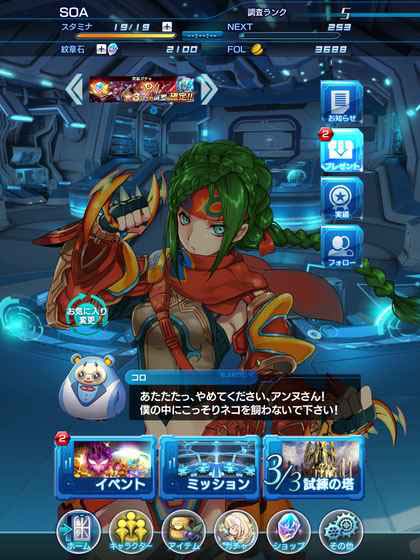 SOA
調査ランク 5
スタミナ 19/19
NEXT 253
紋章石 2100
FOL 3688
確定!!
お知らせ
2
プレゼント
実績
フォロー
お気に入り
変更
コロ
あたたたっ、やめてください、アンヌさん!
僕の中にこっそりネコを飼わないで下さい!
2
イベント
ミッション
3/3 試練の塔
ホーム
キャラクター
アイテム
ガチャ
ショップ
その他